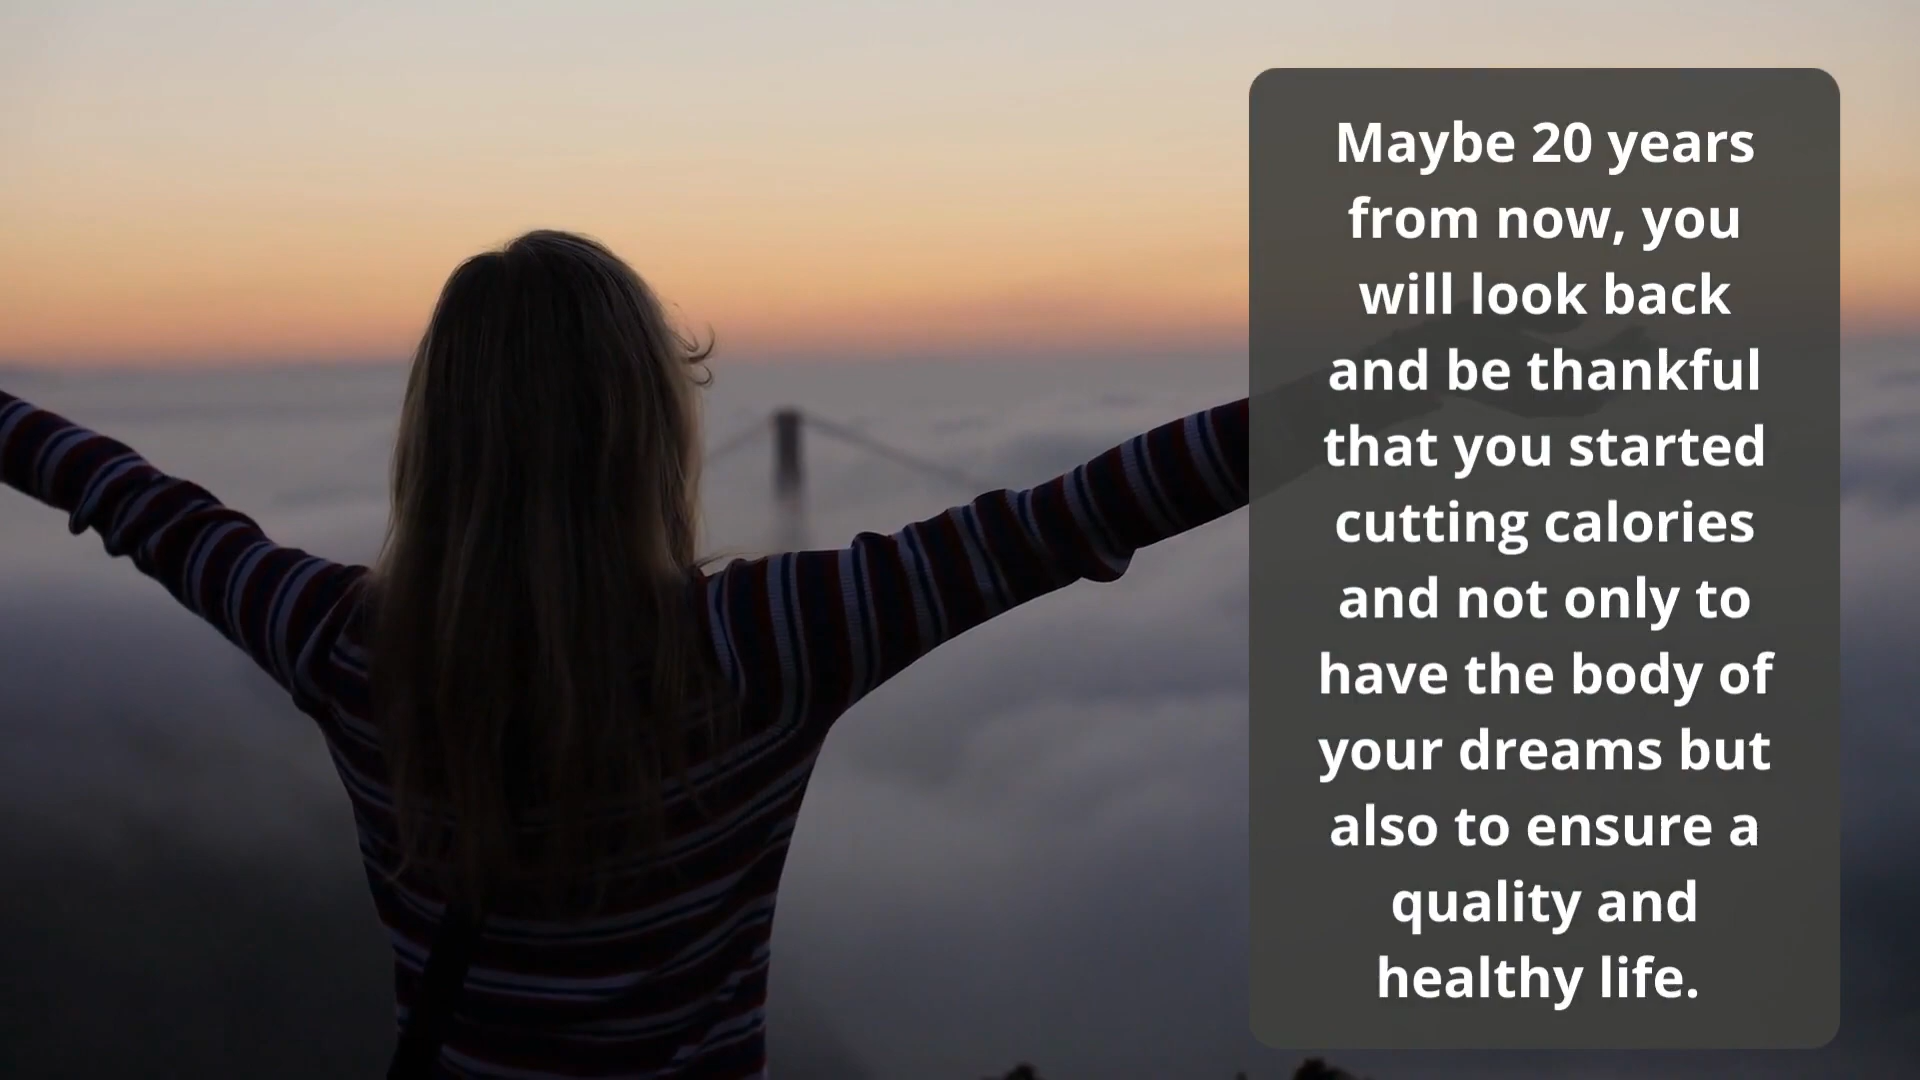 Maybe 20 years
from now, you
will look back
and be thankful
that you started
cutting calories
and not only to
have the body of
your dreams but
also to ensure a
quality and
healthy life.